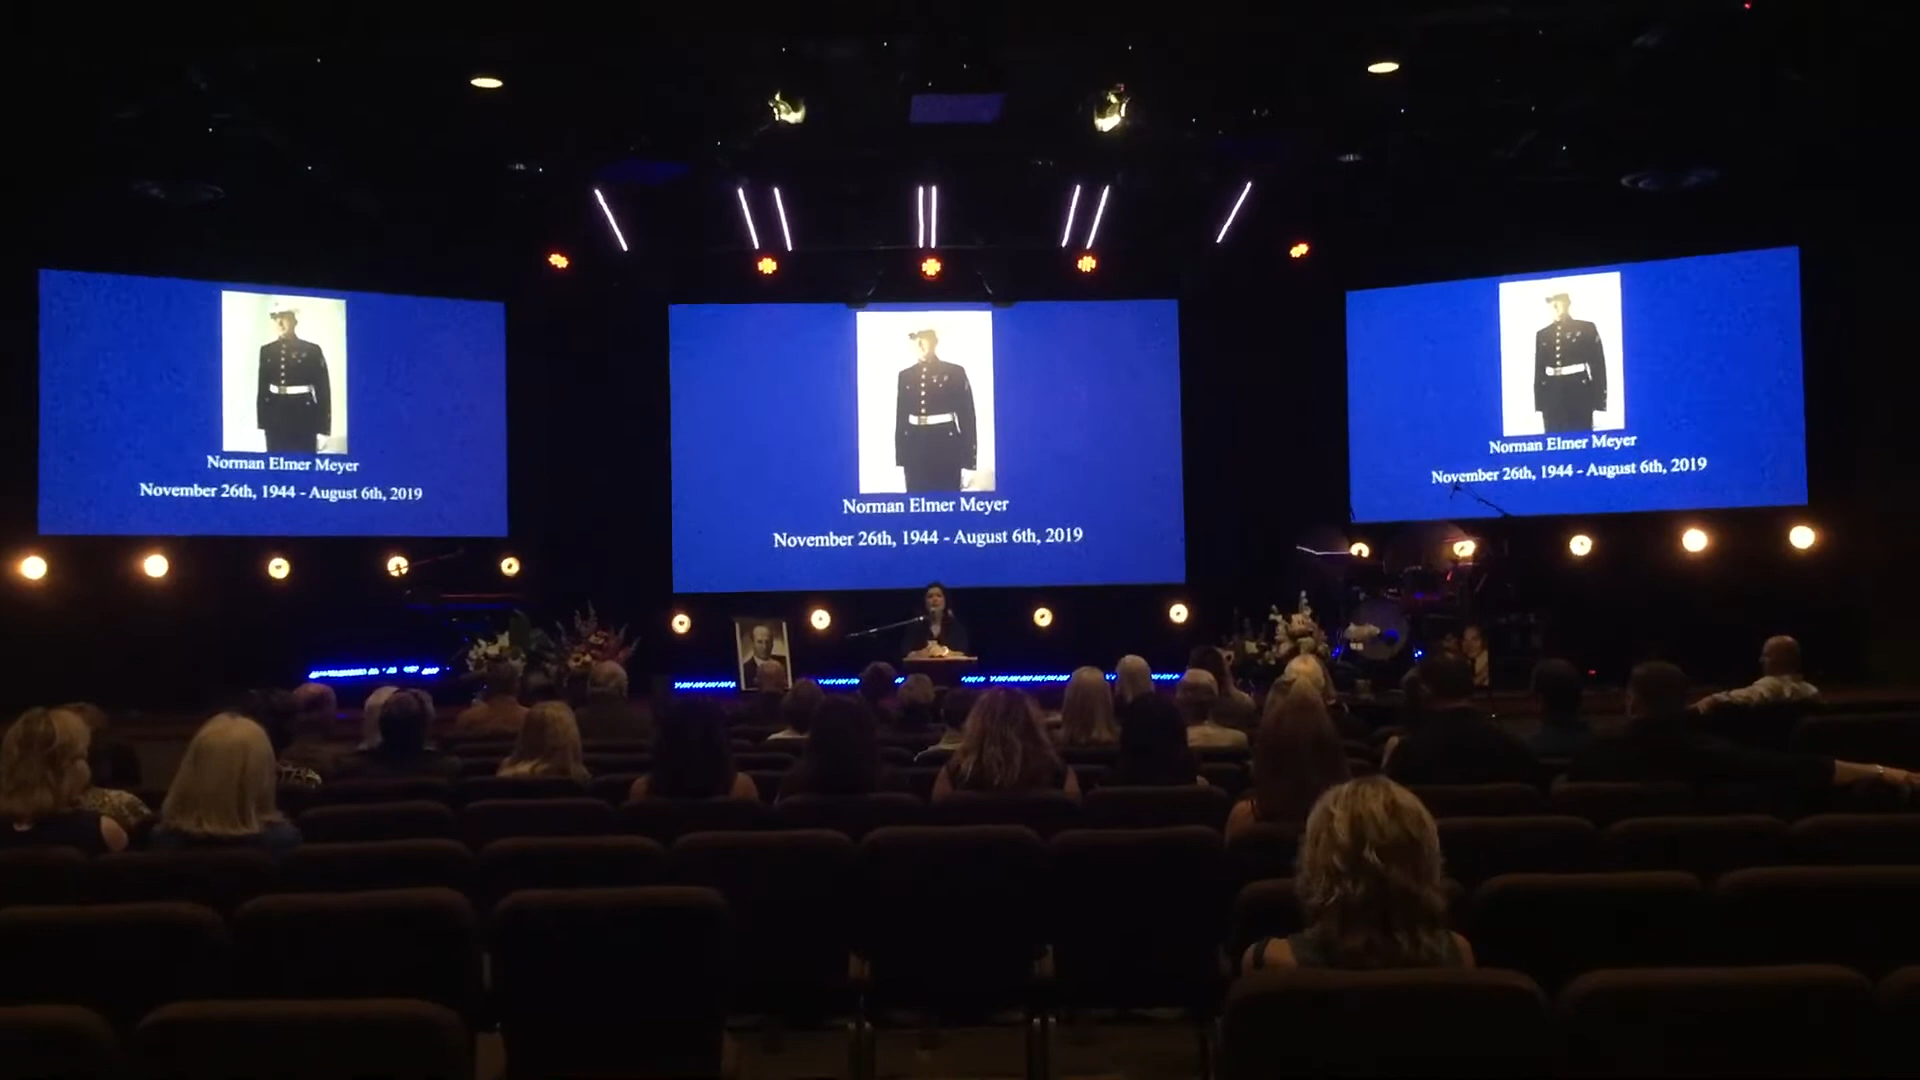 Norman Elmer Meyer
November 26th, 1944 - August 6th, 2019
Norman Elmer Meyer
November 26th, 1944 - August 6th, 2019
Norman Elmer Meyer
November 26th, 1944 - August 6th, 2019